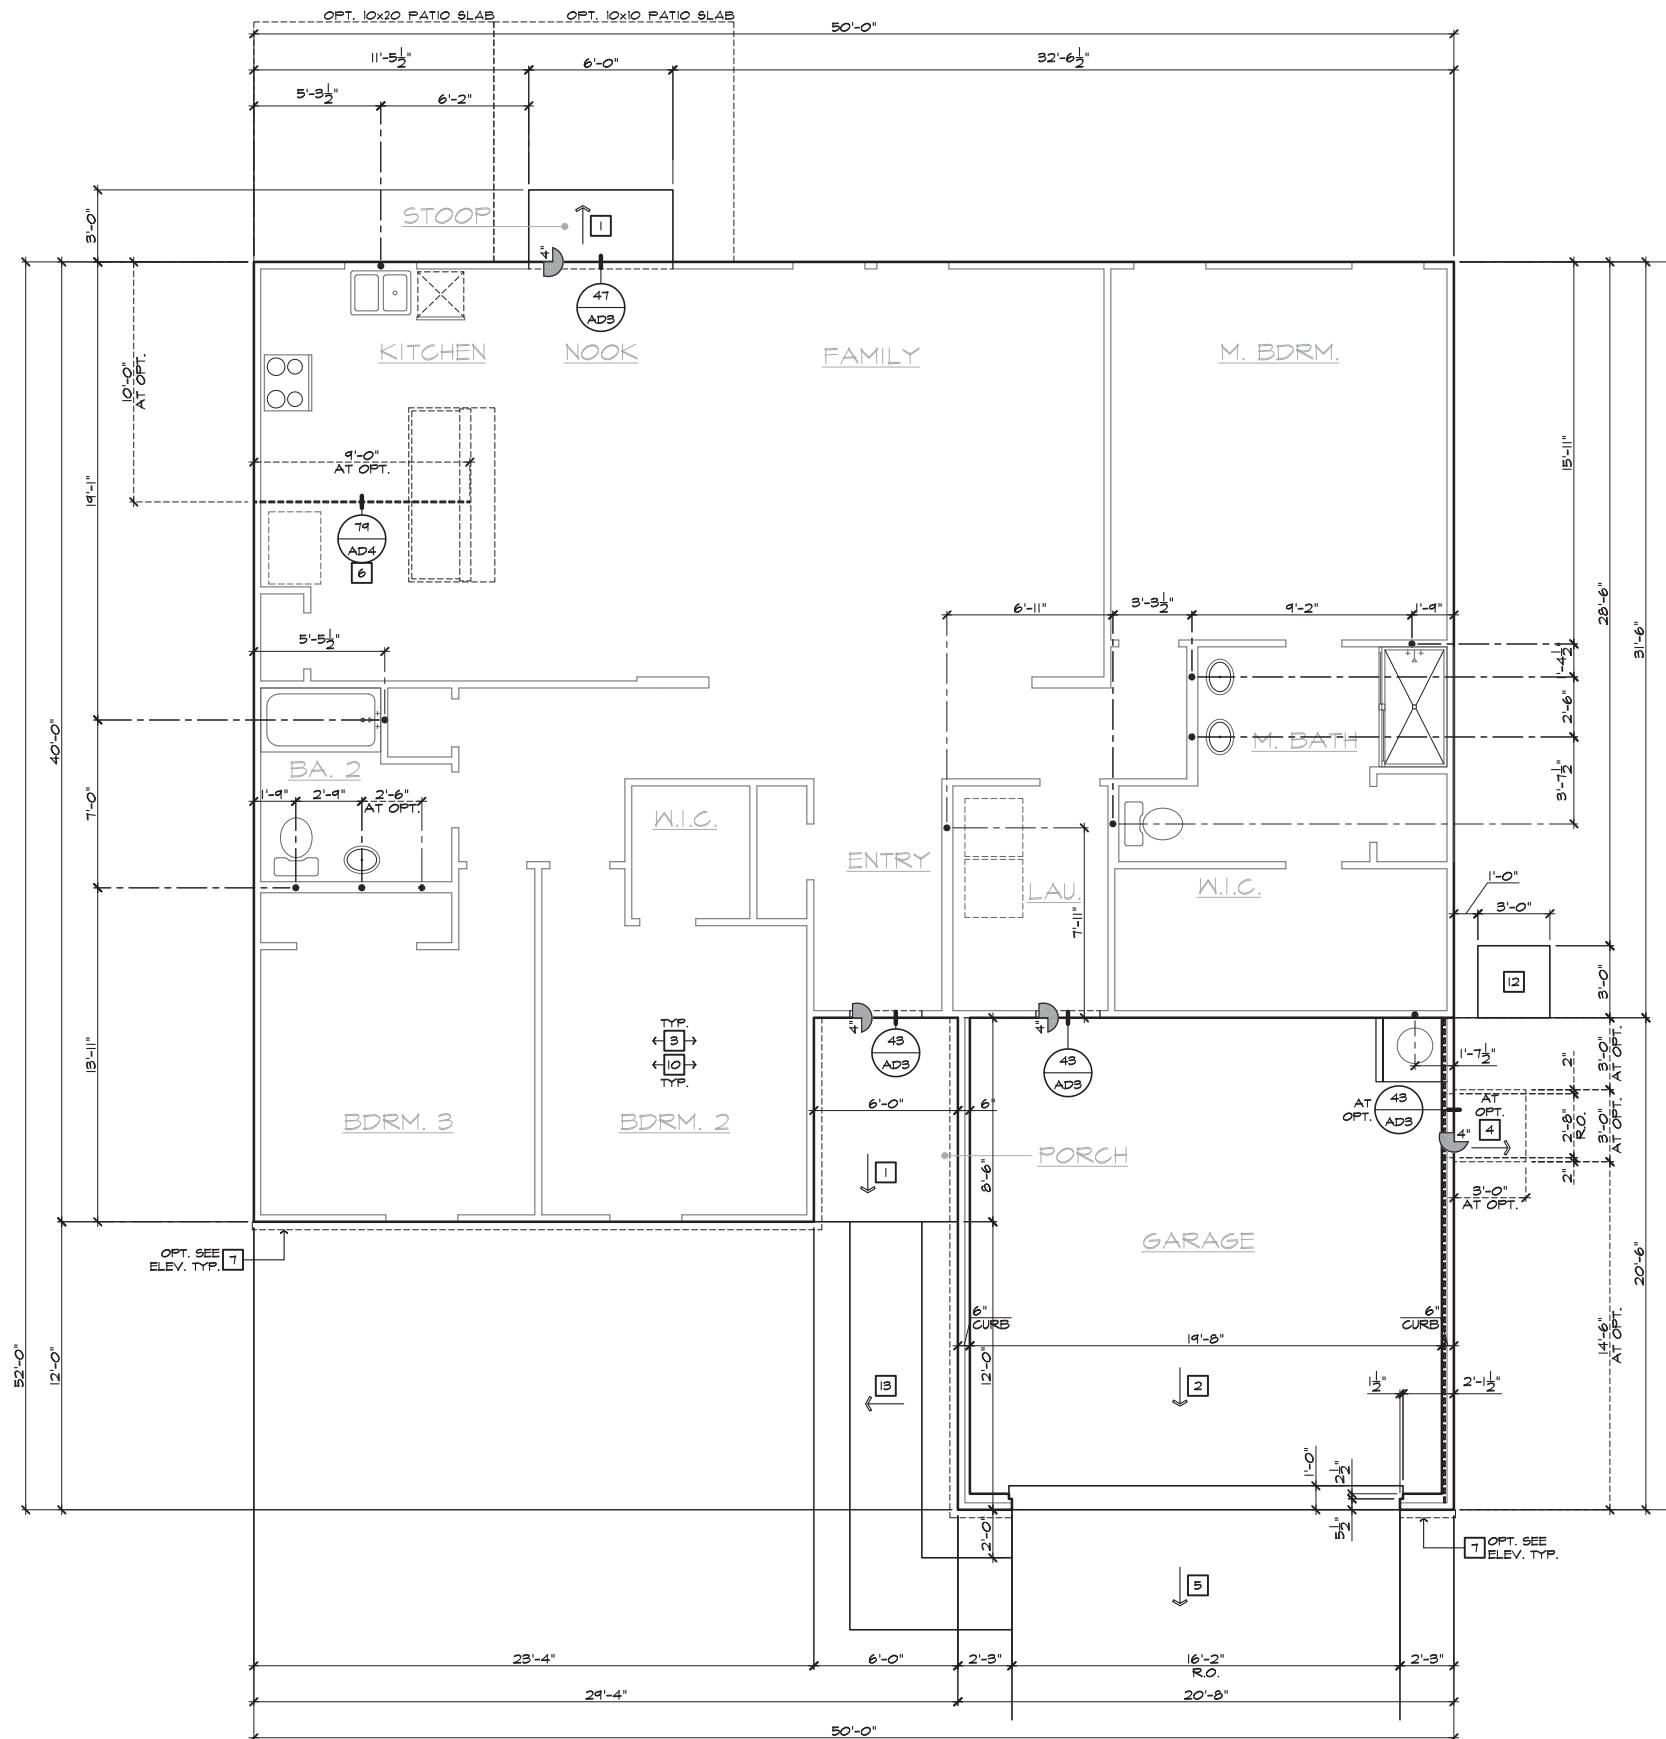 OPT. 10x20 PATIO SLAB
OPT. 10x10 PATIO SLAB
50'-0"
11'-5 1/2"
6'-0"
32'-6 1/2"
5'-3 1/2"
6'-2"
3'-0"
STOOP
1
4"
47
AD3
KITCHEN
NOOK
FAMILY
M. BDRM.
10'-0"
AT OPT.
15'-11"
9'-0"
AT OPT.
19'-1"
79
AD4
6
28'-6"
31'-6"
6'-11"
3'-3 1/2"
9'-2"
1'-9"
5'-5 1/2"
1'-4 1/2"
2'-6"
40'-0"
M. BATH
BA. 2
3'-7 1/2"
1'-9"
2'-9"
2'-6"
AT OPT.
7'-0"
W.I.C.
ENTRY
LAU.
W.I.C.
7'-11"
1'-0"
3'-0"
12
3'-0"
4"
4"
TYP.
3
10
TYP.
43
AD3
43
AD3
13'-11"
1'-7 1/2"
2"
3'-0"
AT OPT.
6'-0"
6"
AT
OPT.
43
AD3
AT
OPT.
4
4"
2'-8"
R.O.
3'-0"
AT OPT.
BDRM. 3
BDRM. 2
PORCH
1
8'-6"
2"
3'-0"
AT OPT.
GARAGE
OPT. SEE
ELEV. TYP.
7
20'-6"
6"
CURB
6"
CURB
19'-8"
14'-6"
AT OPT.
52'-0"
12'-0"
12'-0"
13
2
1 1/2"
2'-1 1/2"
1'-0"
2 1/2"
5 1/2"
2'-0"
7
OPT. SEE
ELEV. TYP.
5
23'-4"
6'-0"
2'-3"
16'-2"
R.O.
2'-3"
29'-4"
20'-8"
50'-0"